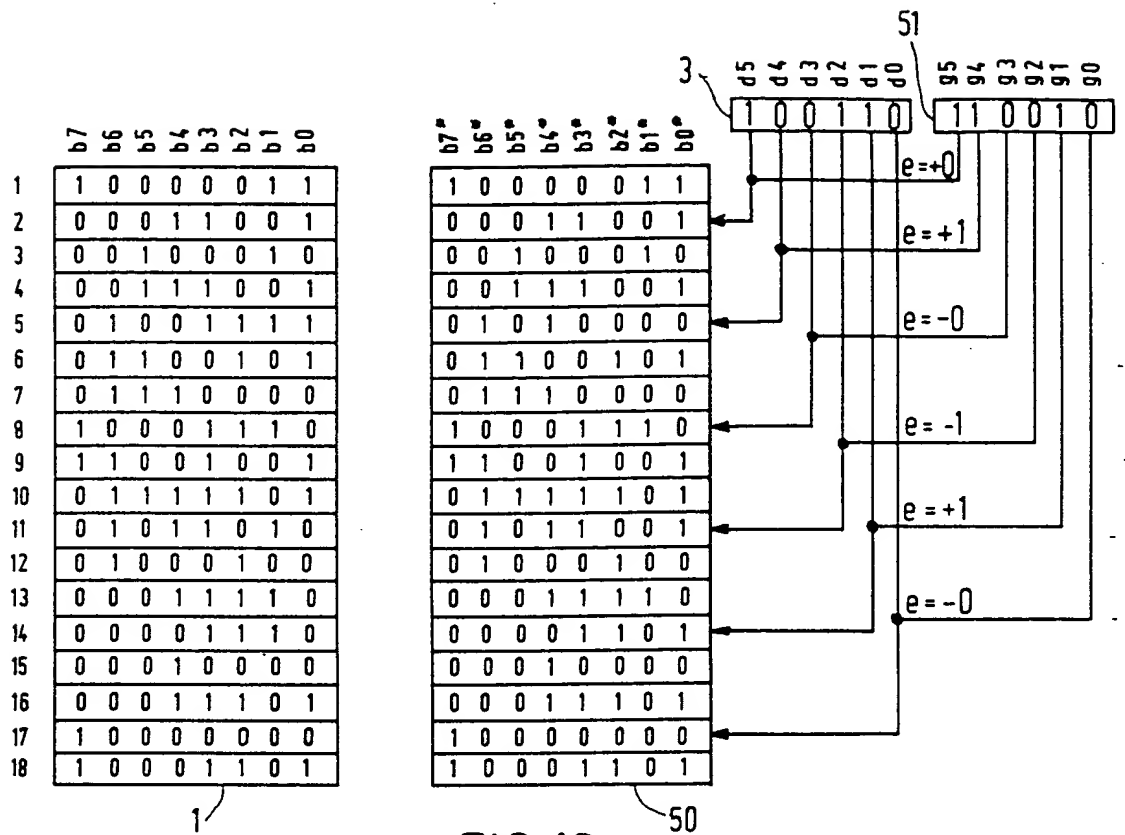 51
3
d5 d4 d3 d2 d1 d0
g5 g4 g3 g2 g1 g0
1 0 0 1 1 0
1 1 0 0 1 0
b7 b6 b5 b4 b3 b2 b1 b0
b7* b6* b5* b4* b3* b2* b1* b0*
1 1 0 0 0 0 0 1 1 1 0 0 0 0 0 1 1
e=+0
2 0 0 0 1 1 0 0 1 0 0 0 1 1 0 0 1
3 0 0 1 0 0 0 1 0 0 0 1 0 0 0 1 0
e=+1
4 0 0 1 1 1 0 0 1 0 0 1 1 1 0 0 1
5 0 1 0 0 1 1 1 1 0 1 0 1 0 0 0 0
e=-0
6 0 1 1 0 0 1 0 1 0 1 1 0 0 1 0 1
7 0 1 1 1 0 0 0 0 0 1 1 1 0 0 0 0
8 1 0 0 0 1 1 1 0 1 0 0 0 1 1 1 0
e=-1
9 1 1 0 0 1 0 0 1 1 1 0 0 1 0 0 1
10 0 1 1 1 1 1 0 1 0 1 1 1 1 1 0 1
e=+1
11 0 1 0 1 1 0 1 0 0 1 0 1 1 0 0 1
12 0 1 0 0 0 1 0 0 0 1 0 0 0 1 0 0
13 0 0 0 1 1 1 1 0 0 0 0 1 1 1 1 0
e=-0
14 0 0 0 0 1 1 1 0 0 0 0 0 1 1 0 1
15 0 0 0 1 0 0 0 0 0 0 0 1 0 0 0 0
16 0 0 0 1 1 1 0 1 0 0 0 1 1 1 0 1
17 1 0 0 0 0 0 0 0 1 0 0 0 0 0 0 0
18 1 0 0 0 1 1 0 1 1 0 0 0 1 1 0 1
1
50